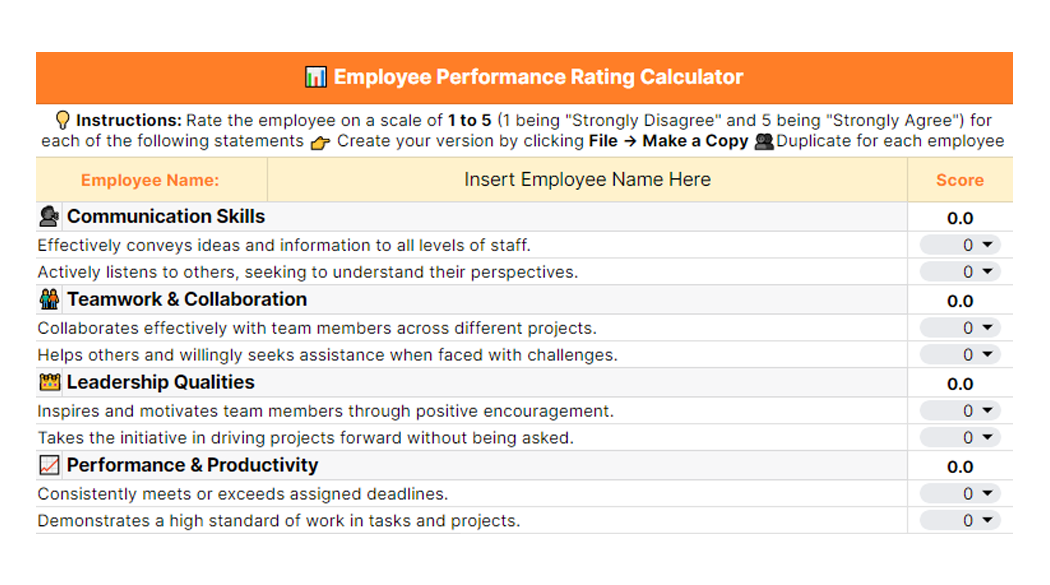 📊 Employee Performance Rating Calculator
💡 Instructions: Rate the employee on a scale of 1 to 5 (1 being "Strongly Disagree" and 5 being "Strongly Agree") for
each of the following statements 👉 Create your version by clicking File → Make a Copy 👥 Duplicate for each employee
Employee Name: Insert Employee Name Here Score
🗣 Communication Skills 0.0
Effectively conveys ideas and information to all levels of staff. 0
Actively listens to others, seeking to understand their perspectives. 0
👬 Teamwork & Collaboration 0.0
Collaborates effectively with team members across different projects. 0
Helps others and willingly seeks assistance when faced with challenges. 0
👑 Leadership Qualities 0.0
Inspires and motivates team members through positive encouragement. 0
Takes the initiative in driving projects forward without being asked. 0
📈 Performance & Productivity 0.0
Consistently meets or exceeds assigned deadlines. 0
Demonstrates a high standard of work in tasks and projects. 0